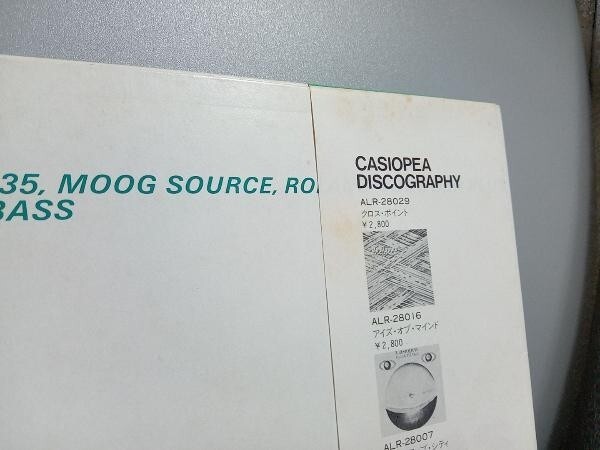 35, MOOG SOURCE, RO
BASS
CASIOPEA
DISCOGRAPHY
ALR-28029
クロス・ポイント
¥2,800
ALR-28016
アイズ・オブ・マインド
¥2,800
ALR-28007